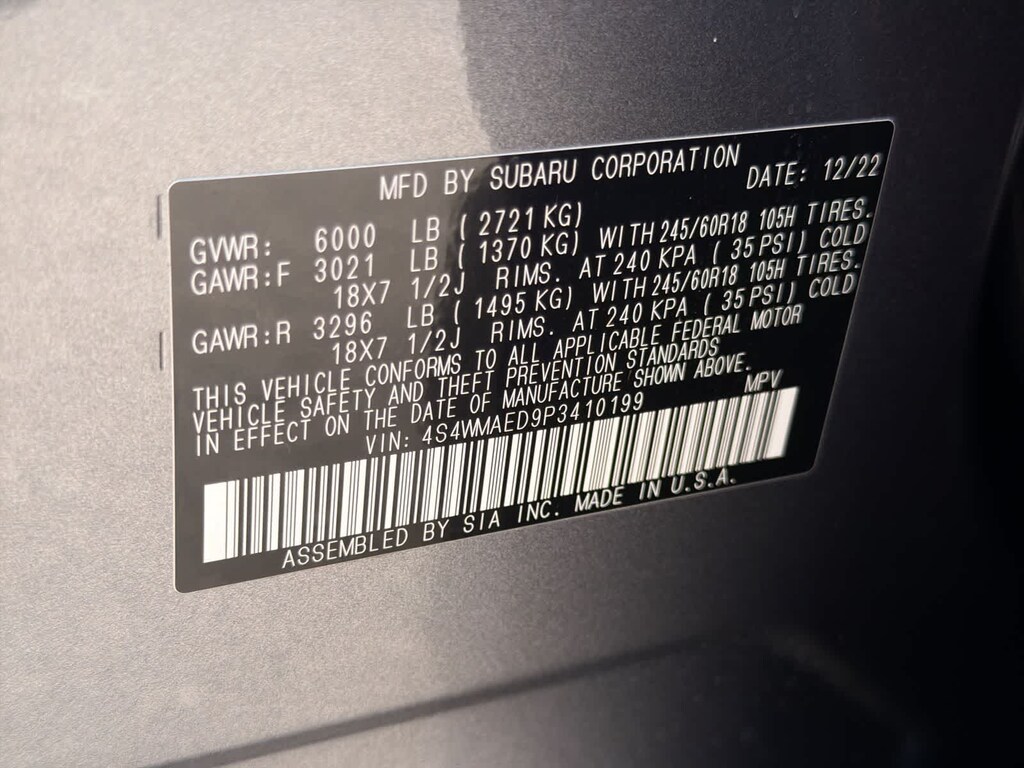 MFD BY SUBARU CORPORATION DATE: 12/22
GVWR: 6000 LB ( 2721 KG)
GAWR:F 3021 LB ( 1370 KG) WITH 245/60R18 105H TIRES.
18X7 1/2J RIMS. AT 240 KPA ( 35 PSI) COLD
GAWR:R 3296 LB ( 1495 KG) WITH 245/60R18 105H TIRES.
18X7 1/2J RIMS. AT 240 KPA ( 35 PSI) COLD
THIS VEHICLE CONFORMS TO ALL APPLICABLE FEDERAL MOTOR
VEHICLE SAFETY AND THEFT PREVENTION STANDARDS
IN EFFECT ON THE DATE OF MANUFACTURE SHOWN ABOVE.
VIN: 4S4WMAED9P3410199 MPV
ASSEMBLED BY SIA INC. MADE IN U.S.A.